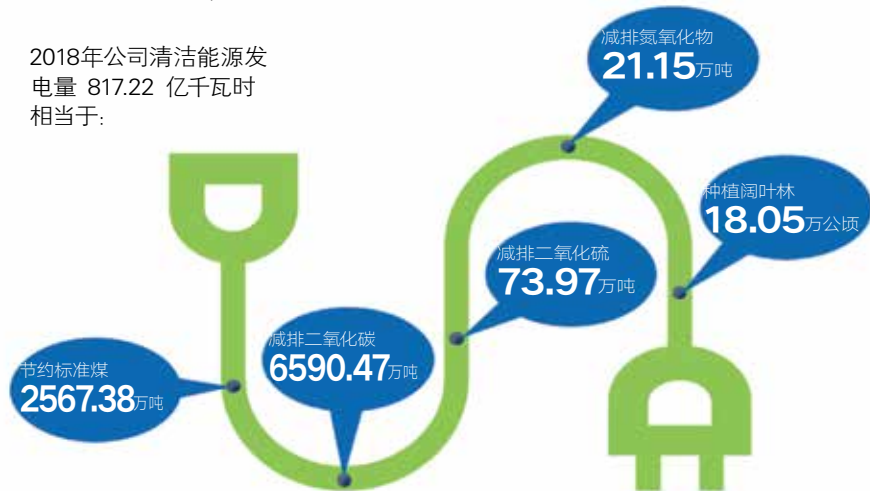 2018年公司清洁能源发
电量 817.22 亿千瓦时
相当于:
减排氮氧化物
21.15万吨
种植阔叶林
18.05万公顷
减排二氧化硫
73.97万吨
减排二氧化碳
6590.47万吨
节约标准煤
2567.38万吨